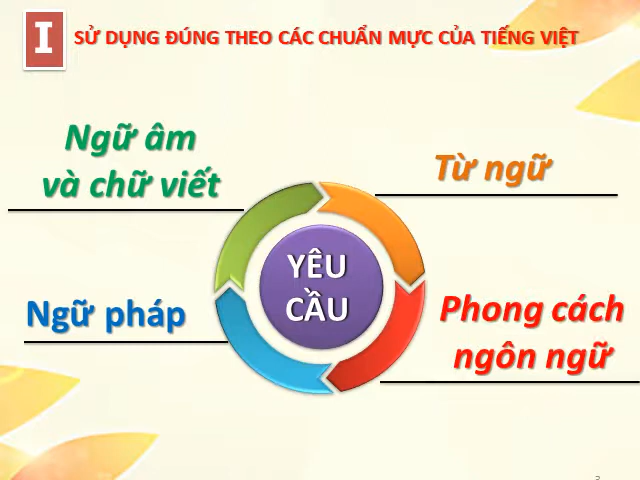 I
SỬ DỤNG ĐÚNG THEO CÁC CHUẨN MỰC CỦA TIẾNG VIỆT
Ngữ âm
và chữ viết
Từ ngữ
YÊU
CẦU
Ngữ pháp
Phong cách
ngôn ngữ
3